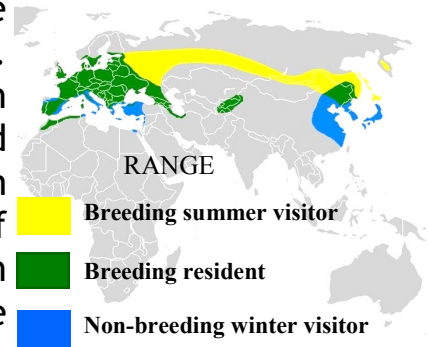 RANGE
Breeding summer visitor
Breeding resident
Non-breeding winter visitor